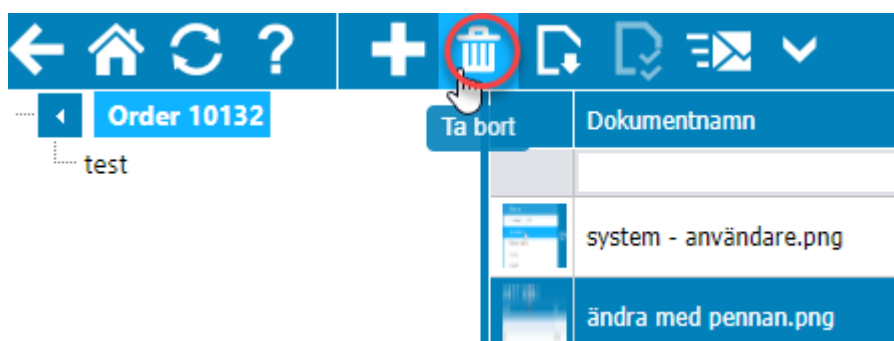 ?
Order 10132
Ta bort
Dokumentnamn
test
system - användare.png
ändra med pennan.png